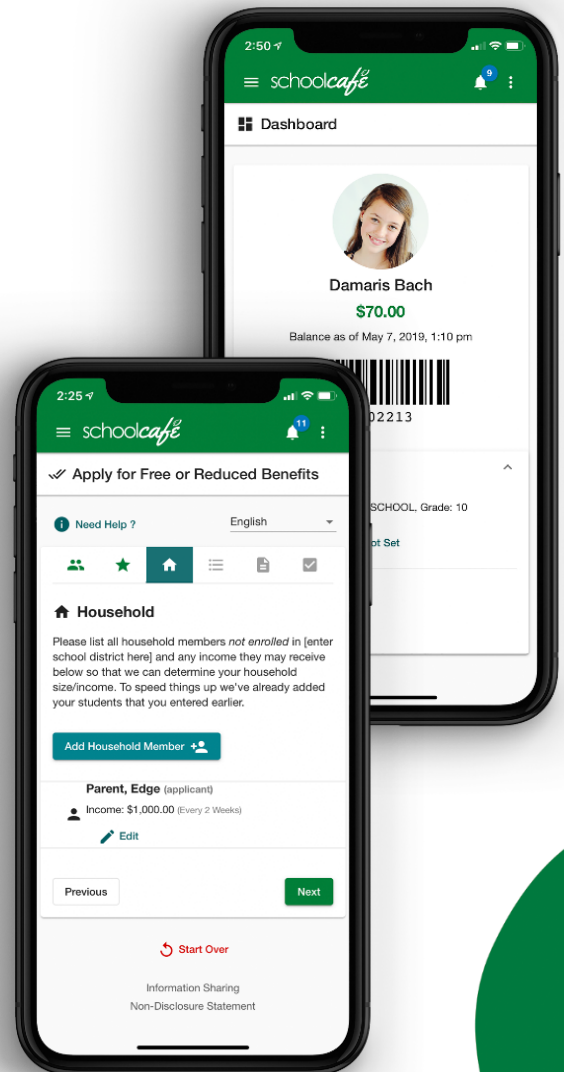 2:50
schoolcafé
9
Dashboard
Damaris Bach
$70.00
Balance as of May 7, 2019, 1:10 pm
02213
SCHOOL, Grade: 10
ot Set
2:25
schoolcafé
11
Apply for Free or Reduced Benefits
Need Help ?
English
Household
Please list all household members not enrolled in [enter
school district here] and any income they may receive
below so that we can determine your household
size/income. To speed things up we've already added
your students that you entered earlier.
Add Household Member
Parent, Edge (applicant)
Income: $1,000.00 (Every 2 Weeks)
Edit
Previous
Next
Start Over
Information Sharing
Non-Disclosure Statement